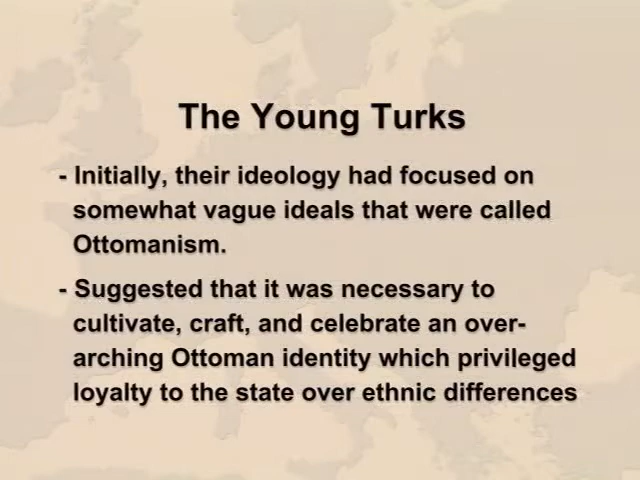 The Young Turks
- Initially, their ideology had focused on
somewhat vague ideals that were called
Ottomanism.
- Suggested that it was necessary to
cultivate, craft, and celebrate an over-
arching Ottoman identity which privileged
loyalty to the state over ethnic differences